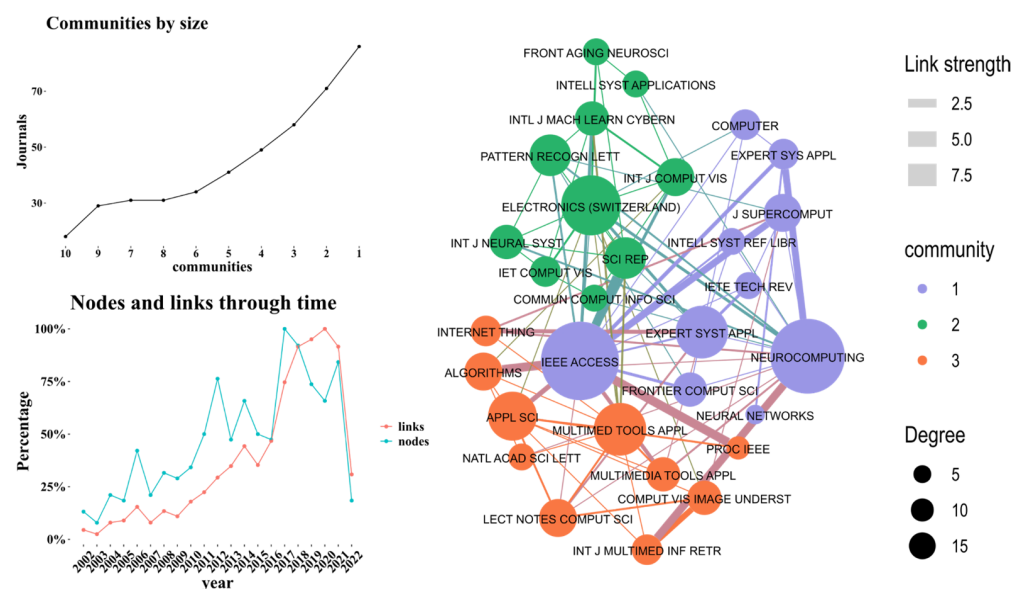 Communities by size
Journals
70
50
30
10 9 7 8 6 5 4 3 2 1
communities
Nodes and links through time
Percentage
100%
75%
50%
25%
0%
2002 2003 2004 2005 2006 2007 2008 2009 2010 2011 2012 2013 2014 2015 2016 2017 2018 2019 2020 2021 2022
year
links
nodes
FRONT AGING NEUROSCI
INTELL SYST APPLICATIONS
INTL J MACH LEARN CYBERN
COMPUTER
PATTERN RECOGN LETT
EXPERT SYS APPL
INT J COMPUT VIS
ELECTRONICS (SWITZERLAND)
J SUPERCOMPUT
INT J NEURAL SYST
INTELL SYST REF LIBR
SCI REP
IET COMPUT VIS
IETE TECH REV
COMMUN COMPUT INFO SCI
INTERNET THING
EXPERT SYST APPL
IEEE ACCESS
NEUROCOMPUTING
ALGORITHMS
FRONTIER COMPUT SCI
APPL SCI
NEURAL NETWORKS
MULTIMED TOOLS APPL
PROC IEEE
NATL ACAD SCI LETT
MULTIMEDIA TOOLS APPL
COMPUT VIS IMAGE UNDERST
LECT NOTES COMPUT SCI
INT J MULTIMED INF RETR
Link strength
2.5
5.0
7.5
community
1
2
3
Degree
5
10
15